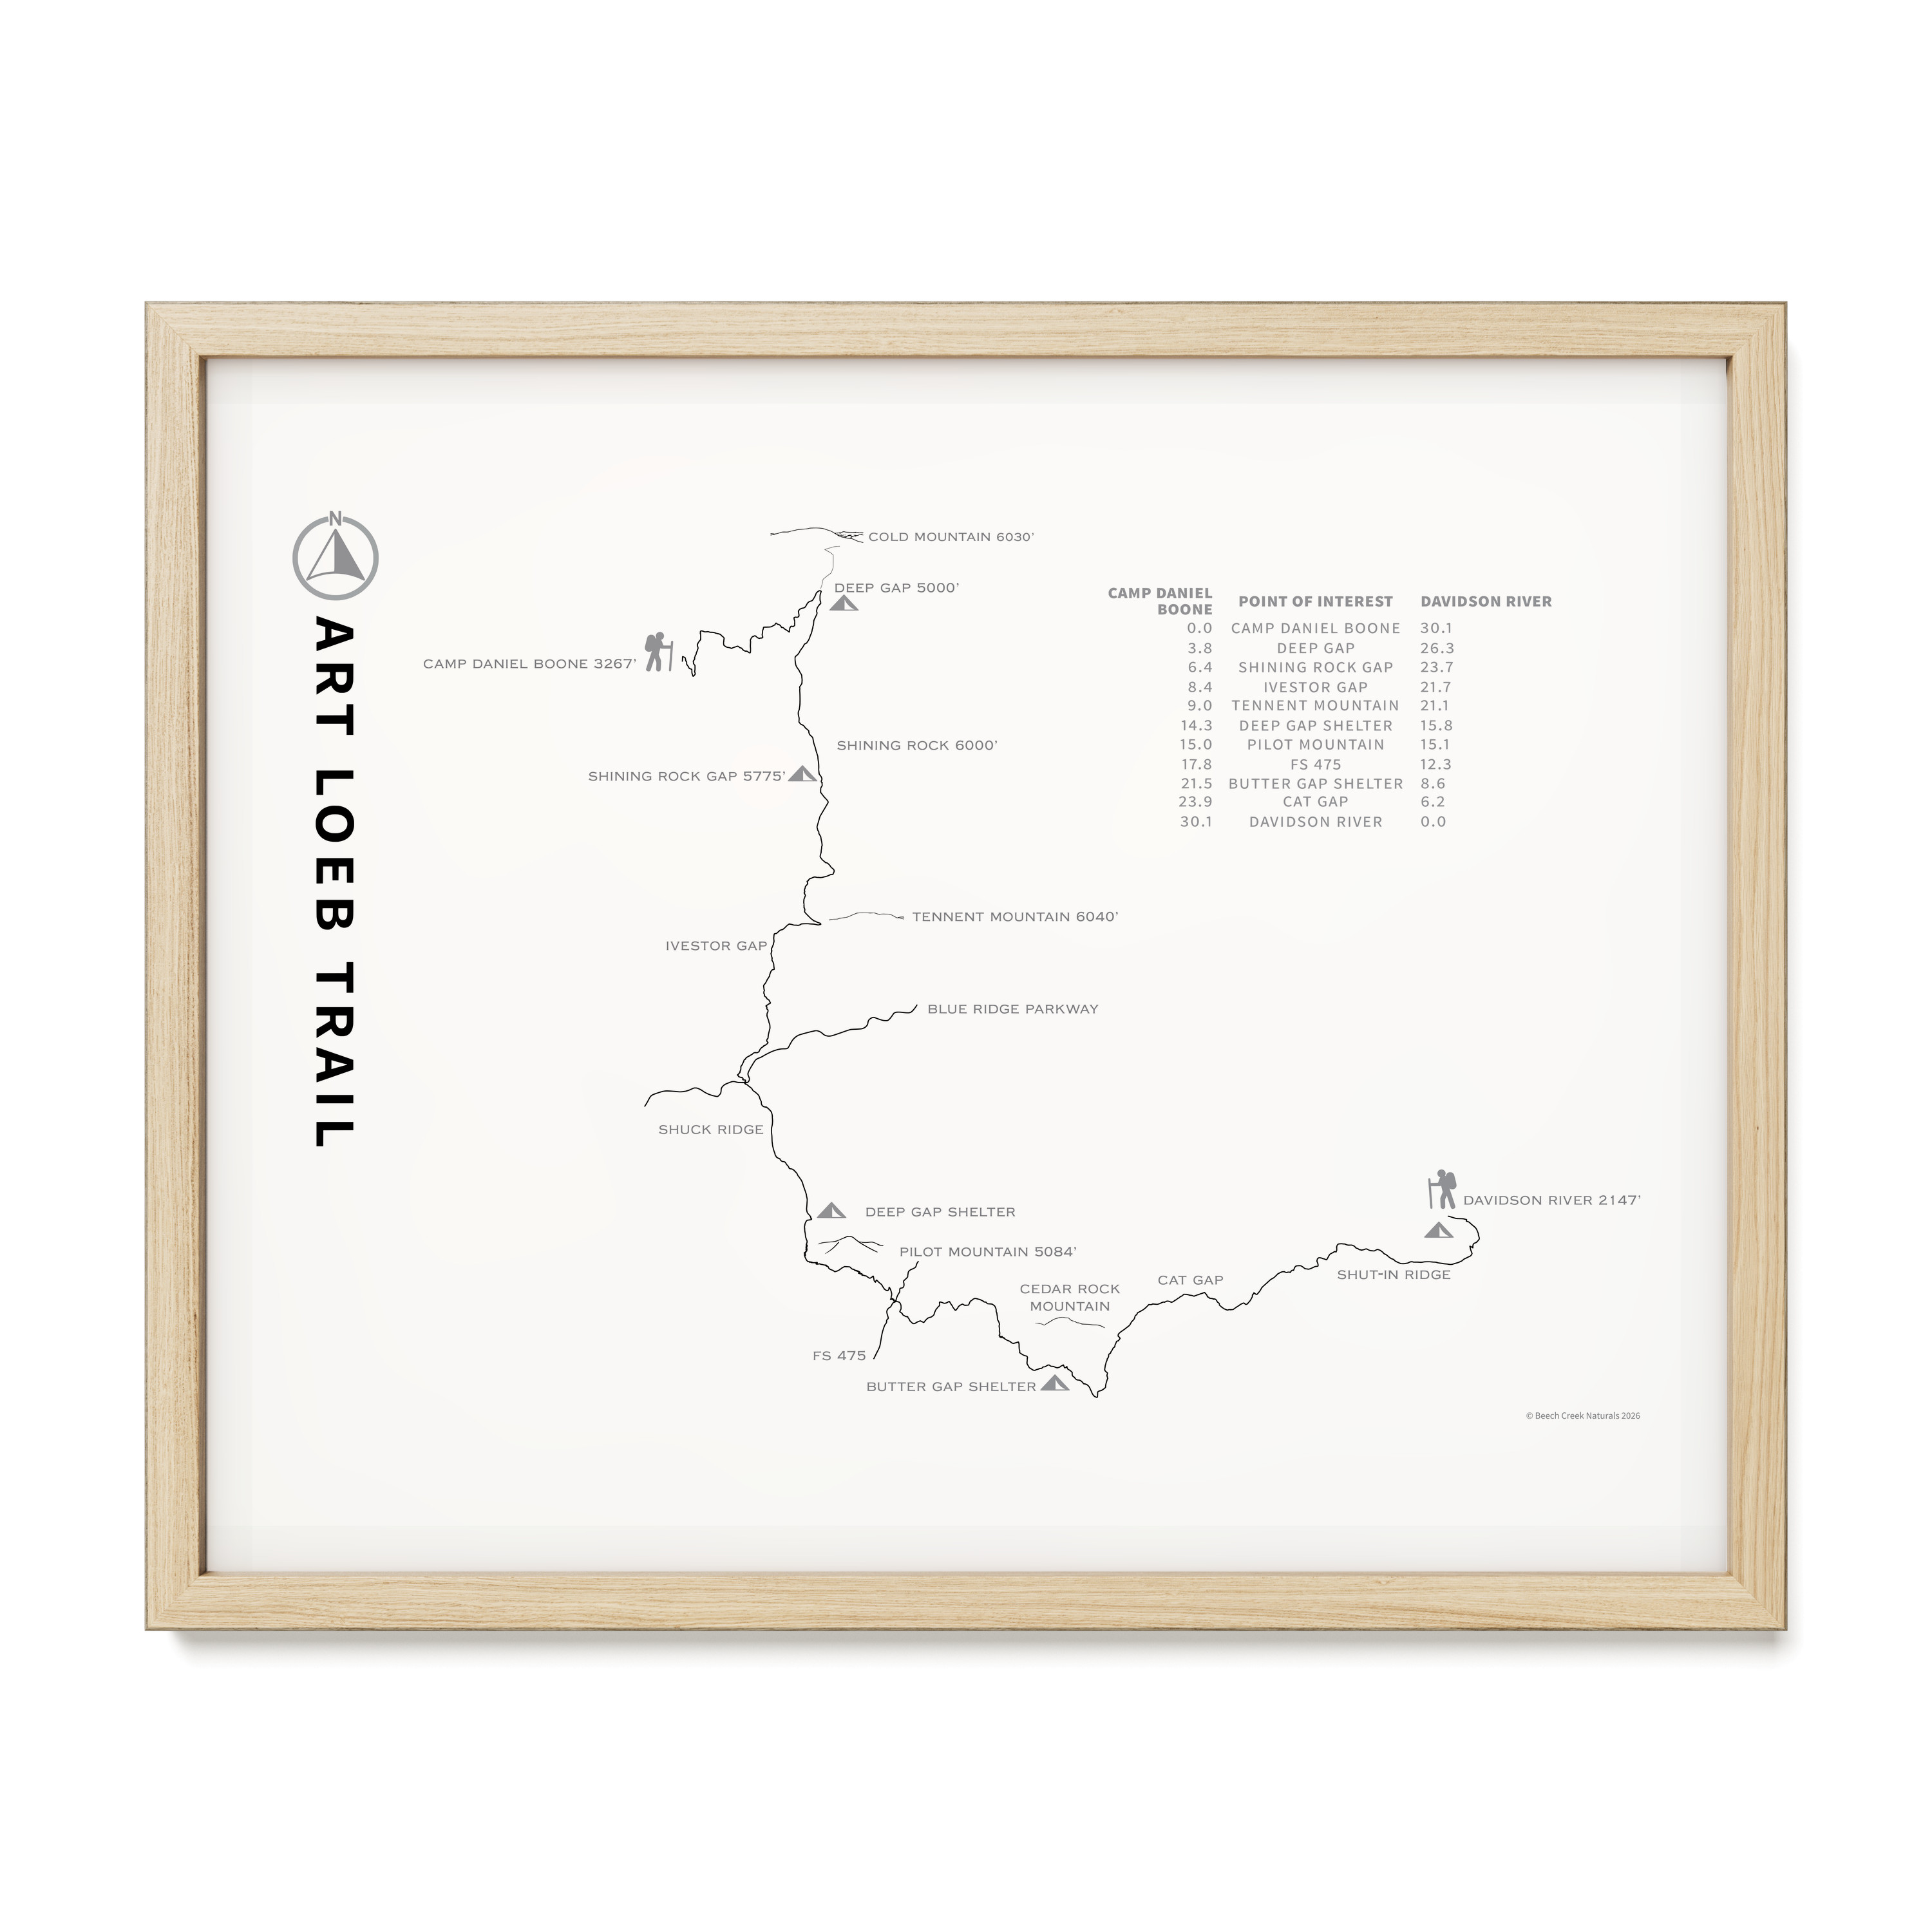 N
ART LOEB TRAIL
COLD MOUNTAIN 6030'
DEEP GAP 5000'
CAMP DANIEL BOONE 3267'
SHINING ROCK 6000'
SHINING ROCK GAP 5775'
TENNENT MOUNTAIN 6040'
IVESTOR GAP
BLUE RIDGE PARKWAY
SHUCK RIDGE
DEEP GAP SHELTER
PILOT MOUNTAIN 5084'
CEDAR ROCK
MOUNTAIN
CAT GAP
SHUT-IN RIDGE
DAVIDSON RIVER 2147'
FS 475
BUTTER GAP SHELTER
CAMP DANIEL
BOONE POINT OF INTEREST DAVIDSON RIVER
0.0 CAMP DANIEL BOONE 30.1
3.8 DEEP GAP 26.3
6.4 SHINING ROCK GAP 23.7
8.4 IVESTOR GAP 21.7
9.0 TENNENT MOUNTAIN 21.1
14.3 DEEP GAP SHELTER 15.8
15.0 PILOT MOUNTAIN 15.1
17.8 FS 475 12.3
21.5 BUTTER GAP SHELTER 8.6
23.9 CAT GAP 6.2
30.1 DAVIDSON RIVER 0.0
© Beech Creek Naturals 2026